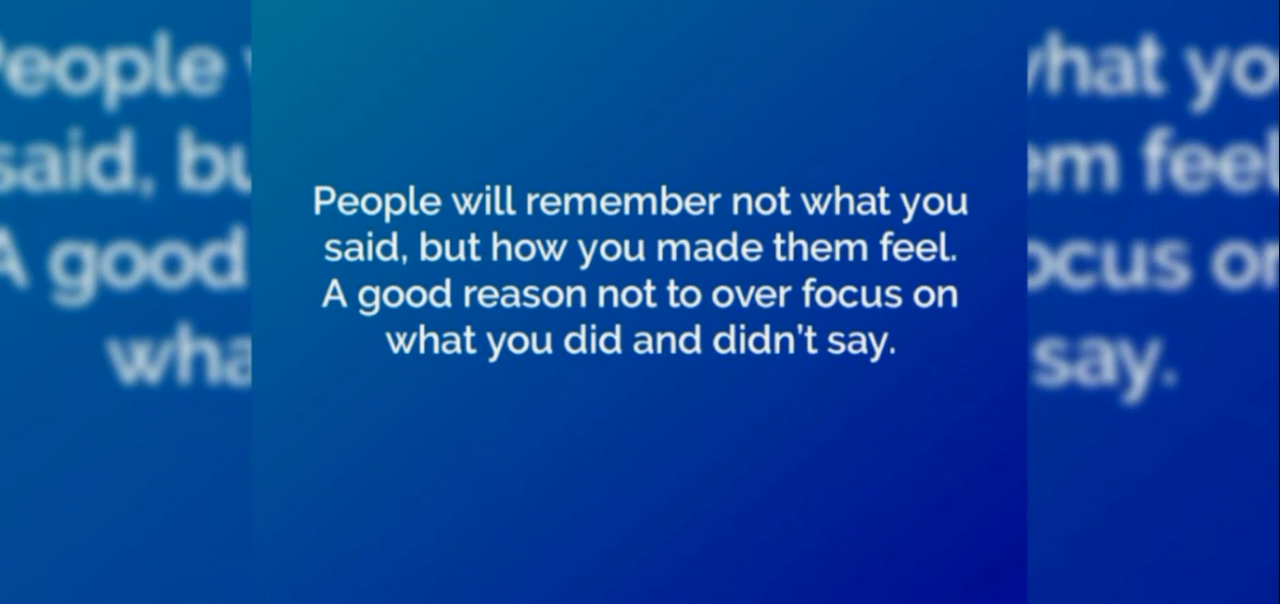 People will remember not what you
said, but how you made them feel.
A good reason not to over focus on
what you did and didn't say.